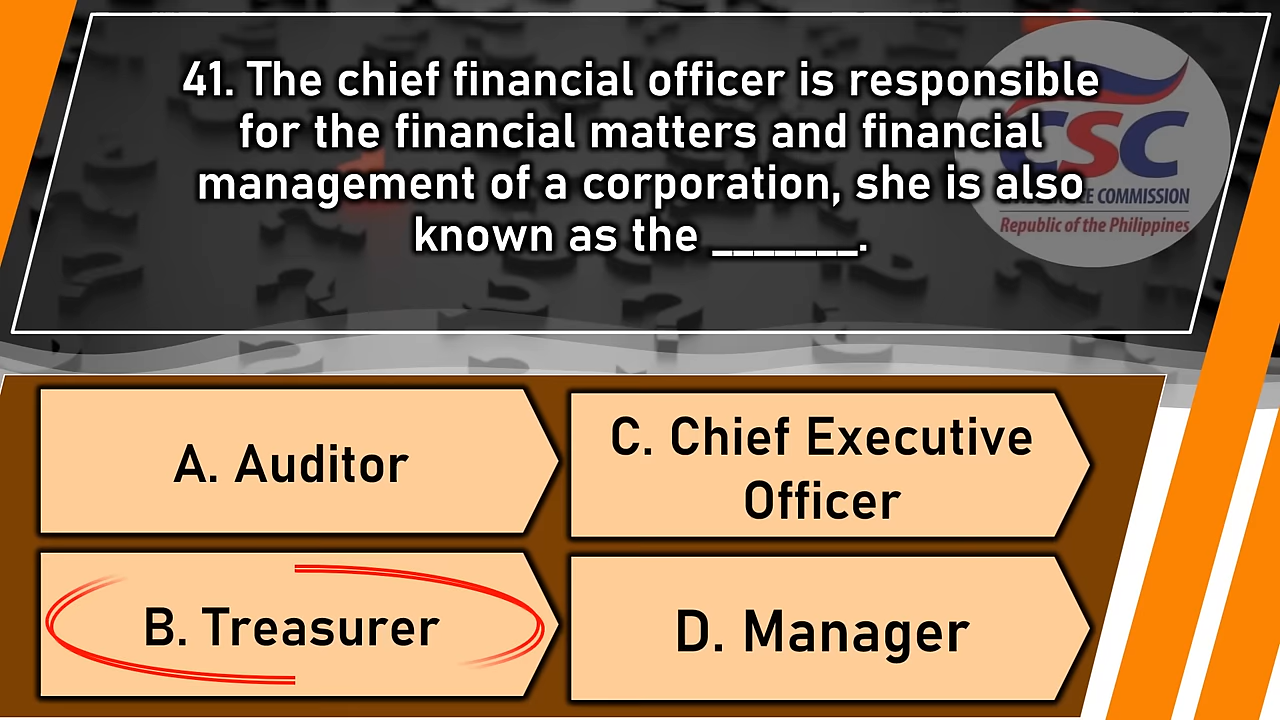 41. The chief financial officer is responsible
for the financial matters and financial
management of a corporation, she is also
known as the _______.
CSC
COMMISSION
Republic of the Philippines
A. Auditor
C. Chief Executive
Officer
B. Treasurer
D. Manager